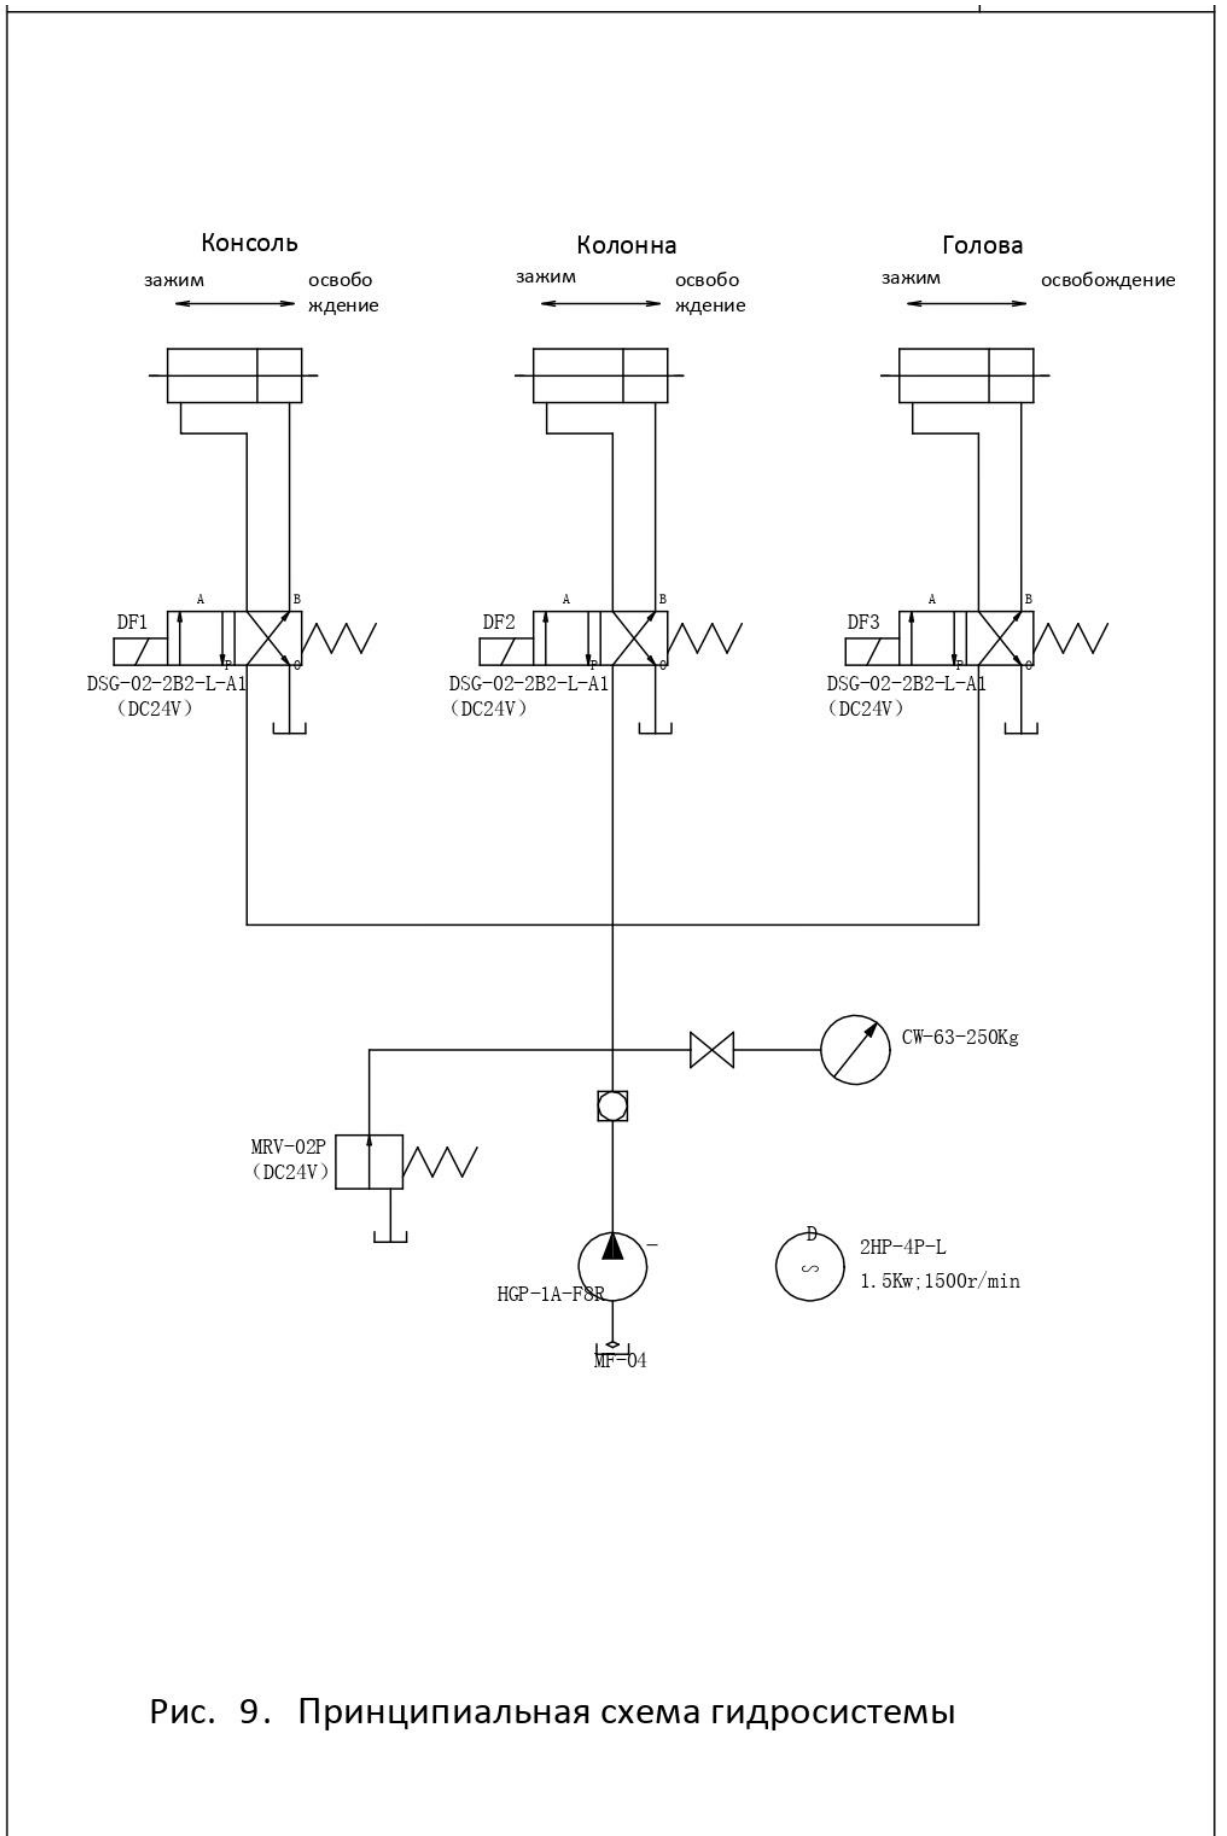 Консоль
Колонна
Голова
зажим
освобо
ждение
зажим
освобо
ждение
зажим
освобождение
A
B
A
B
A
B
DF1
DF2
DF3
P
O
P
O
P
O
DSG-02-2B2-L-A1
(DC24V)
DSG-02-2B2-L-A1
(DC24V)
DSG-02-2B2-L-A1
(DC24V)
CW-63-250Kg
MRV-02P
(DC24V)
D
2HP-4P-L
1.5Kw;1500r/min
HGP-1A-F8R
MF-04
Рис. 9. Принципиальная схема гидросистемы